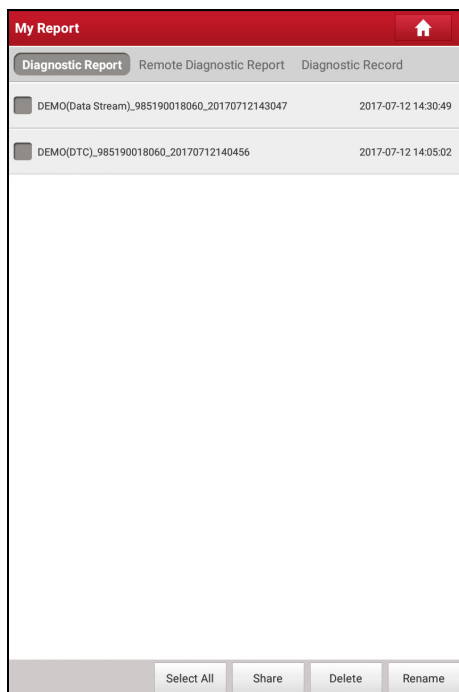 My Report
Diagnostic Report Remote Diagnostic Report Diagnostic Record
DEMO(Data Stream)_985190018060_20170712143047 2017-07-12 14:30:49
DEMO(DTC)_985190018060_20170712140456 2017-07-12 14:05:02
Select All Share Delete Rename